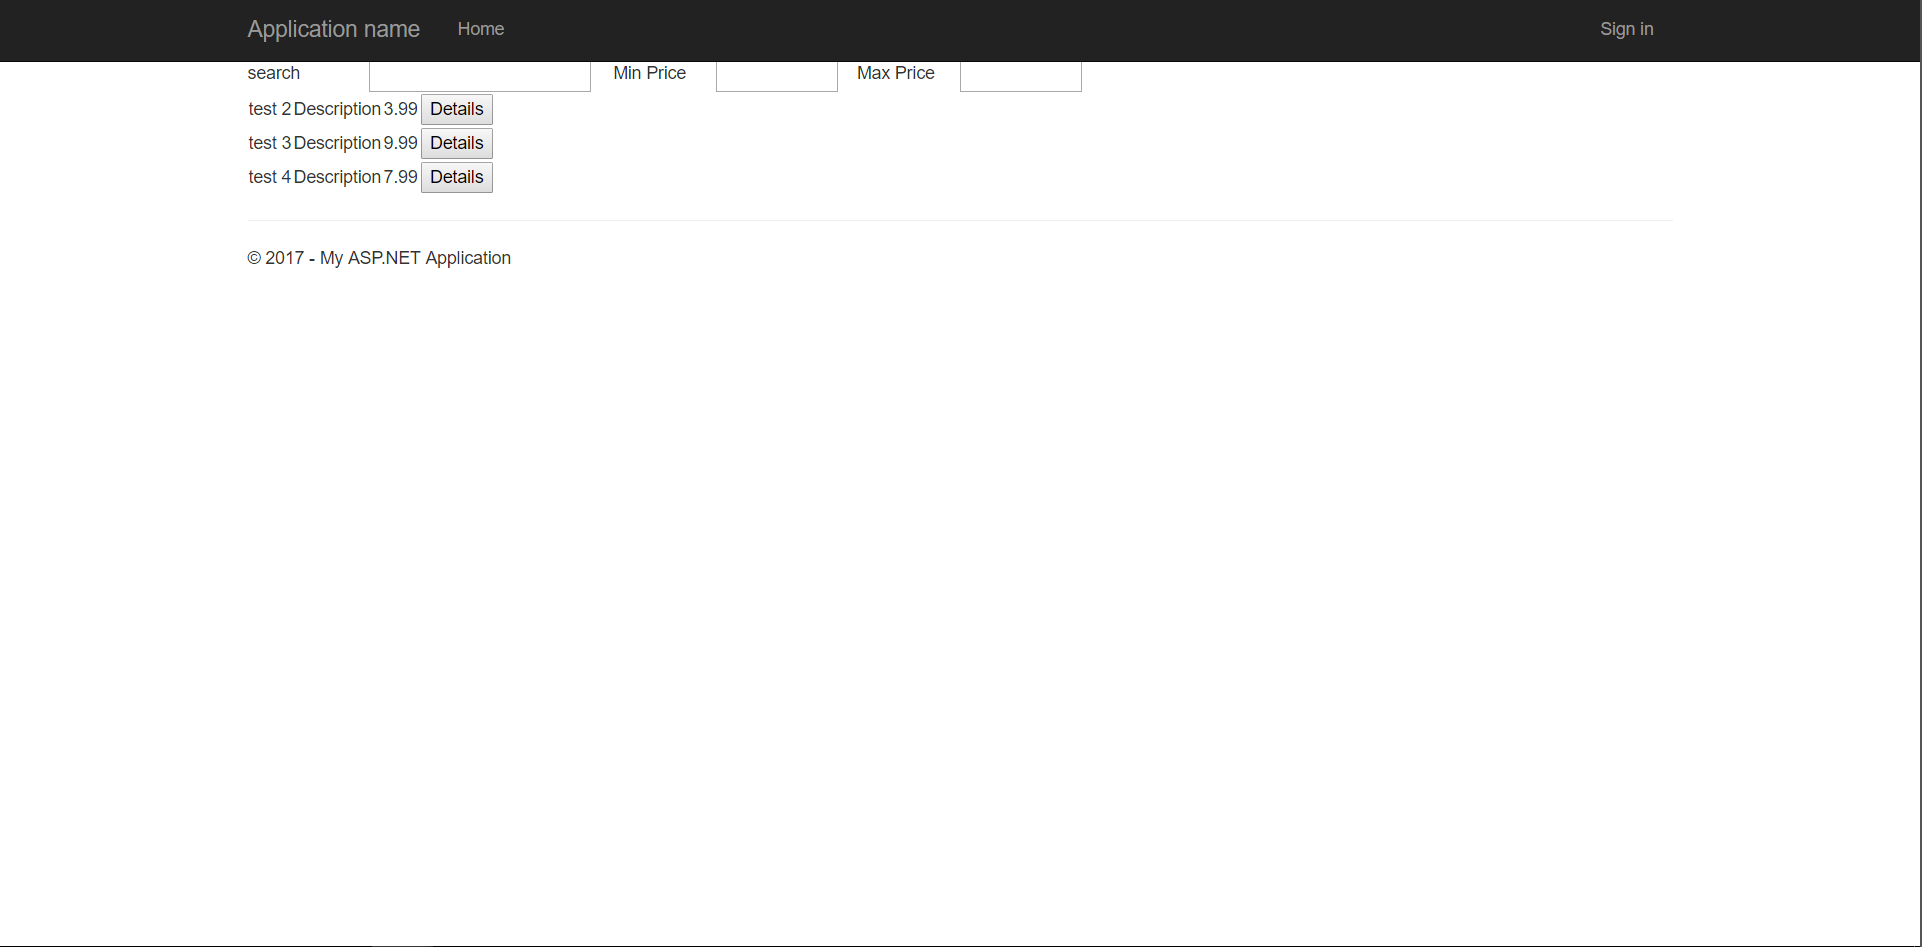 Application name Home Sign in
search Min Price Max Price
test 2 Description 3.99 Details
test 3 Description 9.99 Details
test 4 Description 7.99 Details
© 2017 - My ASP.NET Application